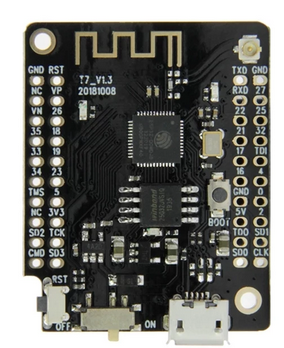 T7_V1.3
20181008
GND RST
NC VP
VN 26
35 18
33 19
34 23
TMS 5
NC 3V3
SD2 TCK
CMD SD3
TXD GND
RXD 27
22 25
21 32
17 TDI
16 4
GND 0
5V 2
TDO SD1
SD0 CLK
BOOT
RST
OFF
ON